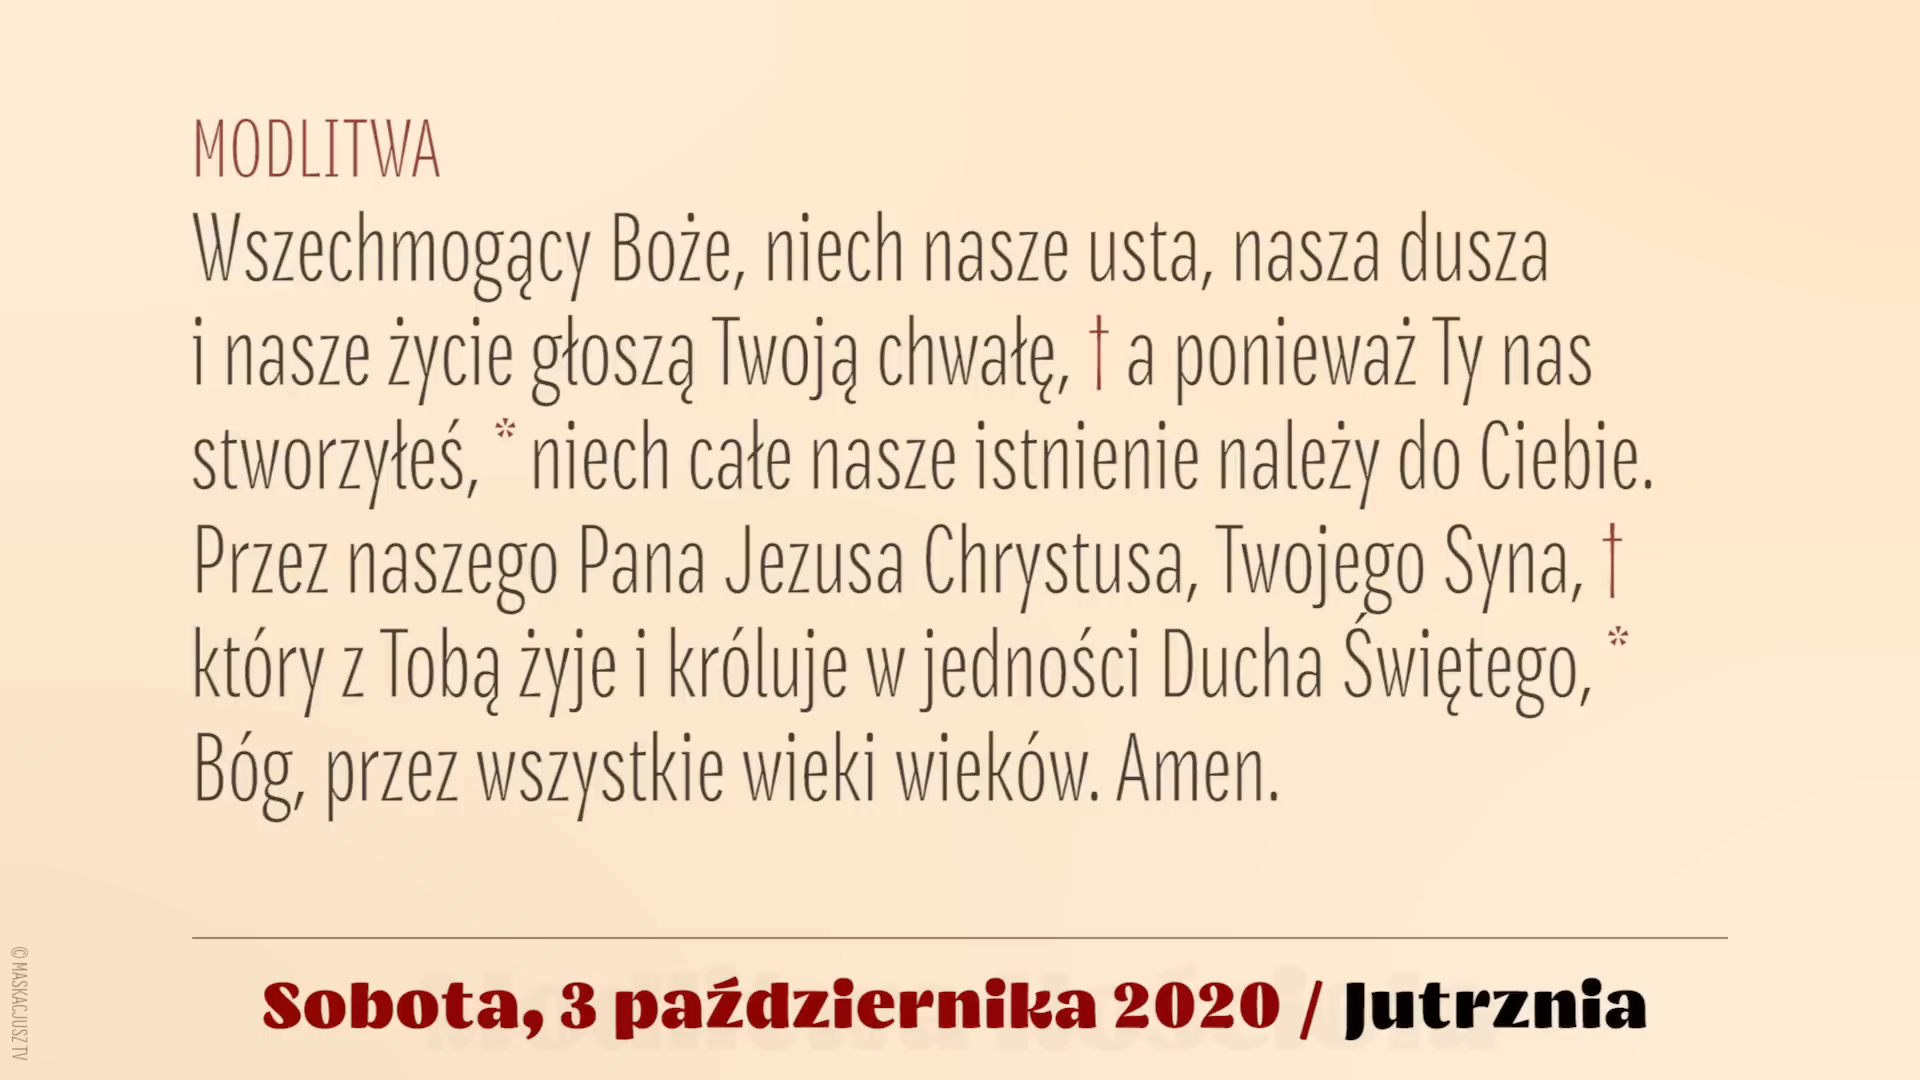 MODLITWA
Wszechmogący Boże, niech nasze usta, nasza dusza
i nasze życie głoszą Twoją chwałę, † a ponieważ Ty nas
stworzyłeś, * niech całe nasze istnienie należy do Ciebie.
Przez naszego Pana Jezusa Chrystusa, Twojego Syna, †
który z Tobą żyje i króluje w jedności Ducha Świętego, *
Bóg, przez wszystkie wieki wieków. Amen.
Sobota, 3 października 2020 / Jutrznia
© MASKACJUSZ TV